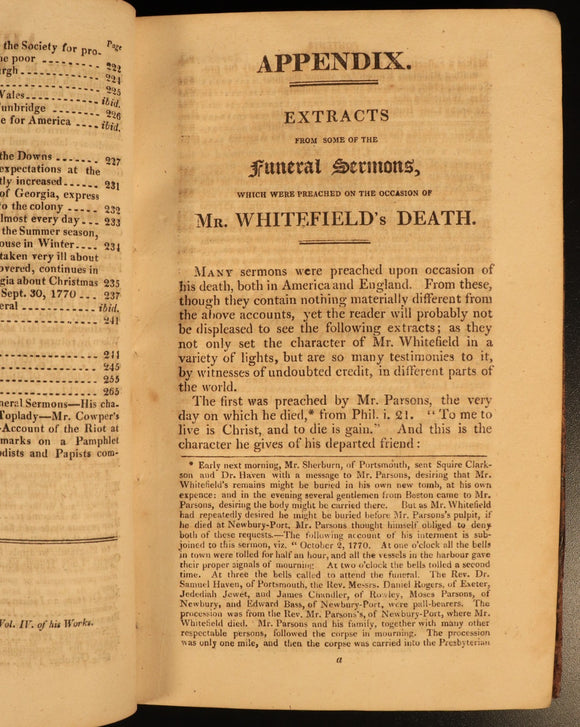 Page
the Society for pro-
he poor -------- 222
rgh -------- 224
-------- 225
Wales -------- ibid.
unbridge -------- 226
e for America ---- ibid.
the Downs ------- 227
expectations at the
tly increased ------ 231
of Georgia, express
to the colony ----- 232
almost every day --- 233
the Summer season,
ouse in Winter ---- 234
taken very ill about
overed, continues in
gia about Christmas 235
Sept. 30, 1770 --- 237
eral -------- ibid.
-------- 241
-------- 244
-------- 245
-------- 255
-------- 265
neral Sermons—His cha-
Toplady—Mr. Cowper's
-Account of the Riot at
marks on a Pamphlet
odists and Papists com-
Vol. IV. of his Works.
APPENDIX.
EXTRACTS
FROM SOME OF THE
Funeral Sermons,
WHICH WERE PREACHED ON THE OCCASION OF
MR. WHITEFIELD's DEATH.
MANY sermons were preached upon occasion of
his death, both in America and England. From these,
though they contain nothing materially different from
the above accounts, yet the reader will probably not
be displeased to see the following extracts; as they
not only set the character of Mr. Whitefield in a
variety of lights, but are so many testimonies to it,
by witnesses of undoubted credit, in different parts of
the world.
The first was preached by Mr. Parsons, the very
day on which he died,* from Phil. i. 21. "To me to
live is Christ, and to die is gain." And this is the
character he gives of his departed friend:
* Early next morning, Mr. Sherburn, of Portsmouth, sent Squire Clark-
son and Dr. Haven with a message to Mr. Parsons, desiring that Mr.
Whitefield's remains might be buried in his own new tomb, at his own
expence: and in the evening several gentlemen from Boston came to Mr.
Parsons, desiring the body might be carried there. But as Mr. Whitefield
had repeatedly desired he might be buried before Mr. Parsons's pulpit, if
he died at Newbury-Port, Mr. Parsons thought himself obliged to deny
both of these requests.—The following account of his interment is sub-
joined to this sermon, viz. "October 2, 1770. At one o'clock all the bells
in town were tolled for half an hour, and all the vessels in the harbour gave
their proper signals of mourning. At two o'clock the bells tolled a second
time. At three the bells called to attend the funeral. The Rev. Dr.
Samuel Haven, of Portsmouth, the Rev. Messrs. Daniel Rogers, of Exeter,
Jedediah Jewet, and James Chandler, of Rowley, Moses Parsons, of
Newbury, and Edward Bass, of Newbury-Port, were pall-bearers. The
procession was from the Rev. Mr. Parsons's, of Newbury-Port, where Mr.
Whitefield died. Mr. Parsons and his family, together with many other
respectable persons, followed the corpse in mourning. The procession
was only one mile, and then the corpse was carried into the Presbyterian
a